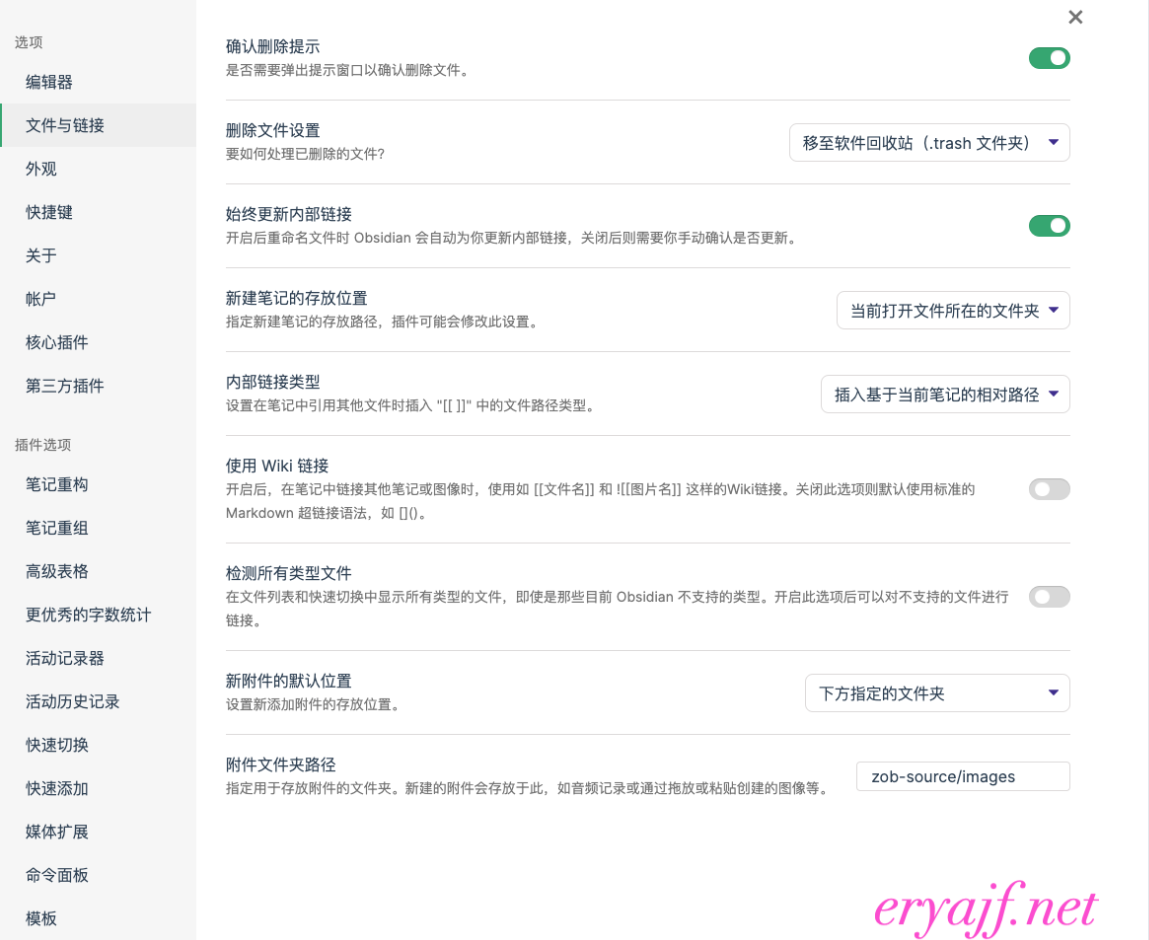 选项
编辑器
文件与链接
外观
快捷键
关于
帐户
核心插件
第三方插件
插件选项
笔记重构
笔记重组
高级表格
更优秀的字数统计
活动记录器
活动历史记录
快速切换
快速添加
媒体扩展
命令面板
模板
确认删除提示
是否需要弹出提示窗口以确认删除文件。
删除文件设置
要如何处理已删除的文件?
移至软件回收站（.trash 文件夹）
始终更新内部链接
开启后重命名文件时 Obsidian 会自动为你更新内部链接，关闭后则需要你手动确认是否更新。
新建笔记的存放位置
指定新建笔记的存放路径，插件可能会修改此设置。
当前打开文件所在的文件夹
内部链接类型
设置在笔记中引用其他文件时插入 "[[ ]]" 中的文件路径类型。
插入基于当前笔记的相对路径
使用 Wiki 链接
开启后，在笔记中链接其他笔记或图像时，使用如 [[文件名]] 和 ![[图片名]] 这样的Wiki链接。关闭此选项则默认使用标准的
Markdown 超链接语法，如 []()。
检测所有类型文件
在文件列表和快速切换中显示所有类型的文件，即使是那些目前 Obsidian 不支持的类型。开启此选项后可以对不支持的文件进行
链接。
新附件的默认位置
设置新添加附件的存放位置。
下方指定的文件夹
附件文件夹路径
指定用于存放附件的文件夹。新建的附件会存放于此，如音频记录或通过拖放或粘贴创建的图像等。
zob-source/images
eryajf.net